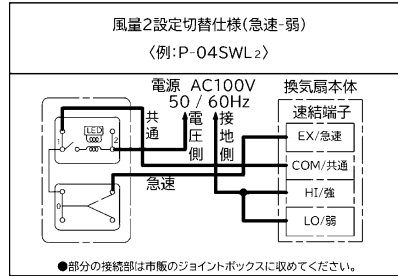 風量2設定切替仕様(急速-弱)
〈例:P-04SWL2〉
電源 AC100V
50 / 60Hz
換気扇本体
速結端子
共通
電圧側
接地側
LED
1
2
EX/急速
COM/共通
急速
HI/強
0
LO/弱
●部分の接続部は市販のジョイントボックスに収めてください。